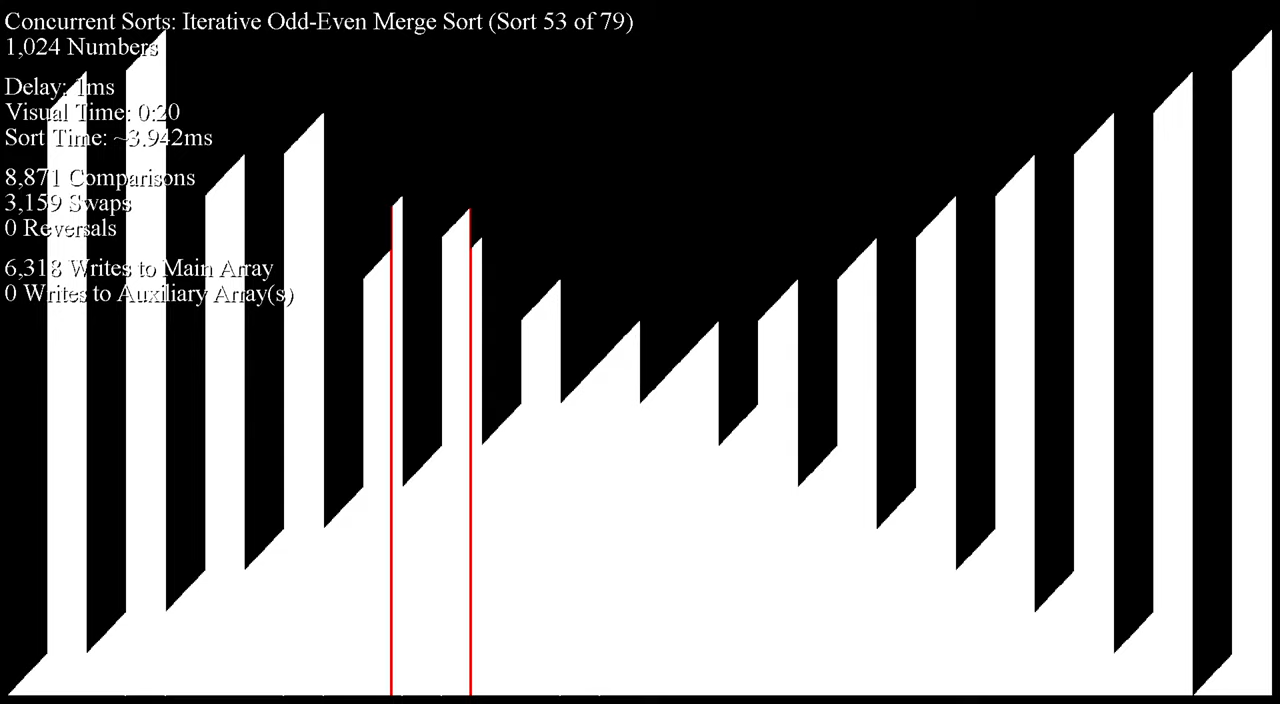 Concurrent Sorts: Iterative Odd-Even Merge Sort (Sort 53 of 79)
1,024 Numbers
Delay: 1ms
Visual Time: 0:20
Sort Time: ~3.942ms
8,871 Comparisons
3,159 Swaps
0 Reversals
6,318 Writes to Main Array
0 Writes to Auxiliary Array(s)